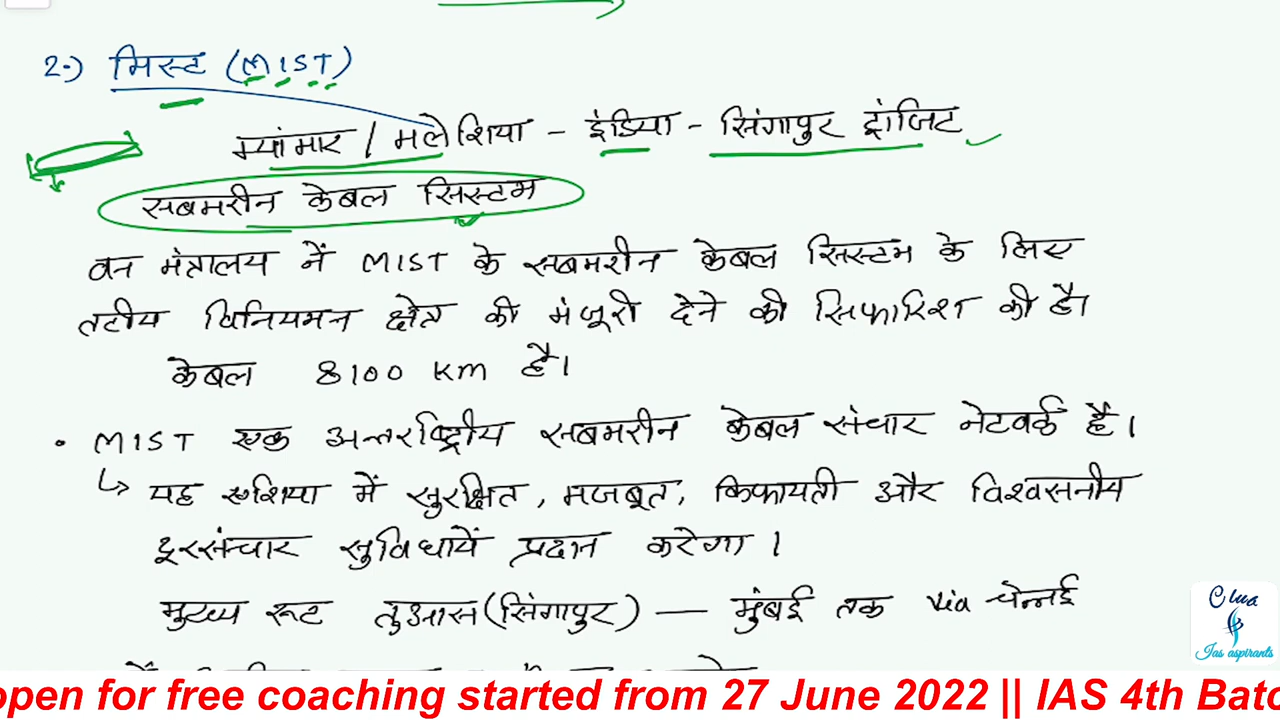 2.) मिस्ट (MIST)
म्यांमार / मलेशिया - इंडिया - सिंगापुर ट्रांजिट
सबमरीन केबल सिस्टम
वन मंत्रालय नें MIST के सबमरीन केबल सिस्टम के लिए
तटीय विनियमन क्षेत्र की मंजूरी देने की सिफारिश की है।
केबल 8100 km है।
• MIST एक अन्तर्राष्ट्रीय सबमरीन केबल संचार नेटवर्क है।
↳ यह एशिया में सुरक्षित, मजबूत, किफायती और विश्वसनीय
दूरसंचार सुविधायें प्रदान करेगा।
मुख्य रूट तुआस (सिंगापुर) — मुंबई तक via चेन्नई
Clue
Ias aspirants
open for free coaching started from 27 June 2022 || IAS 4th Batc